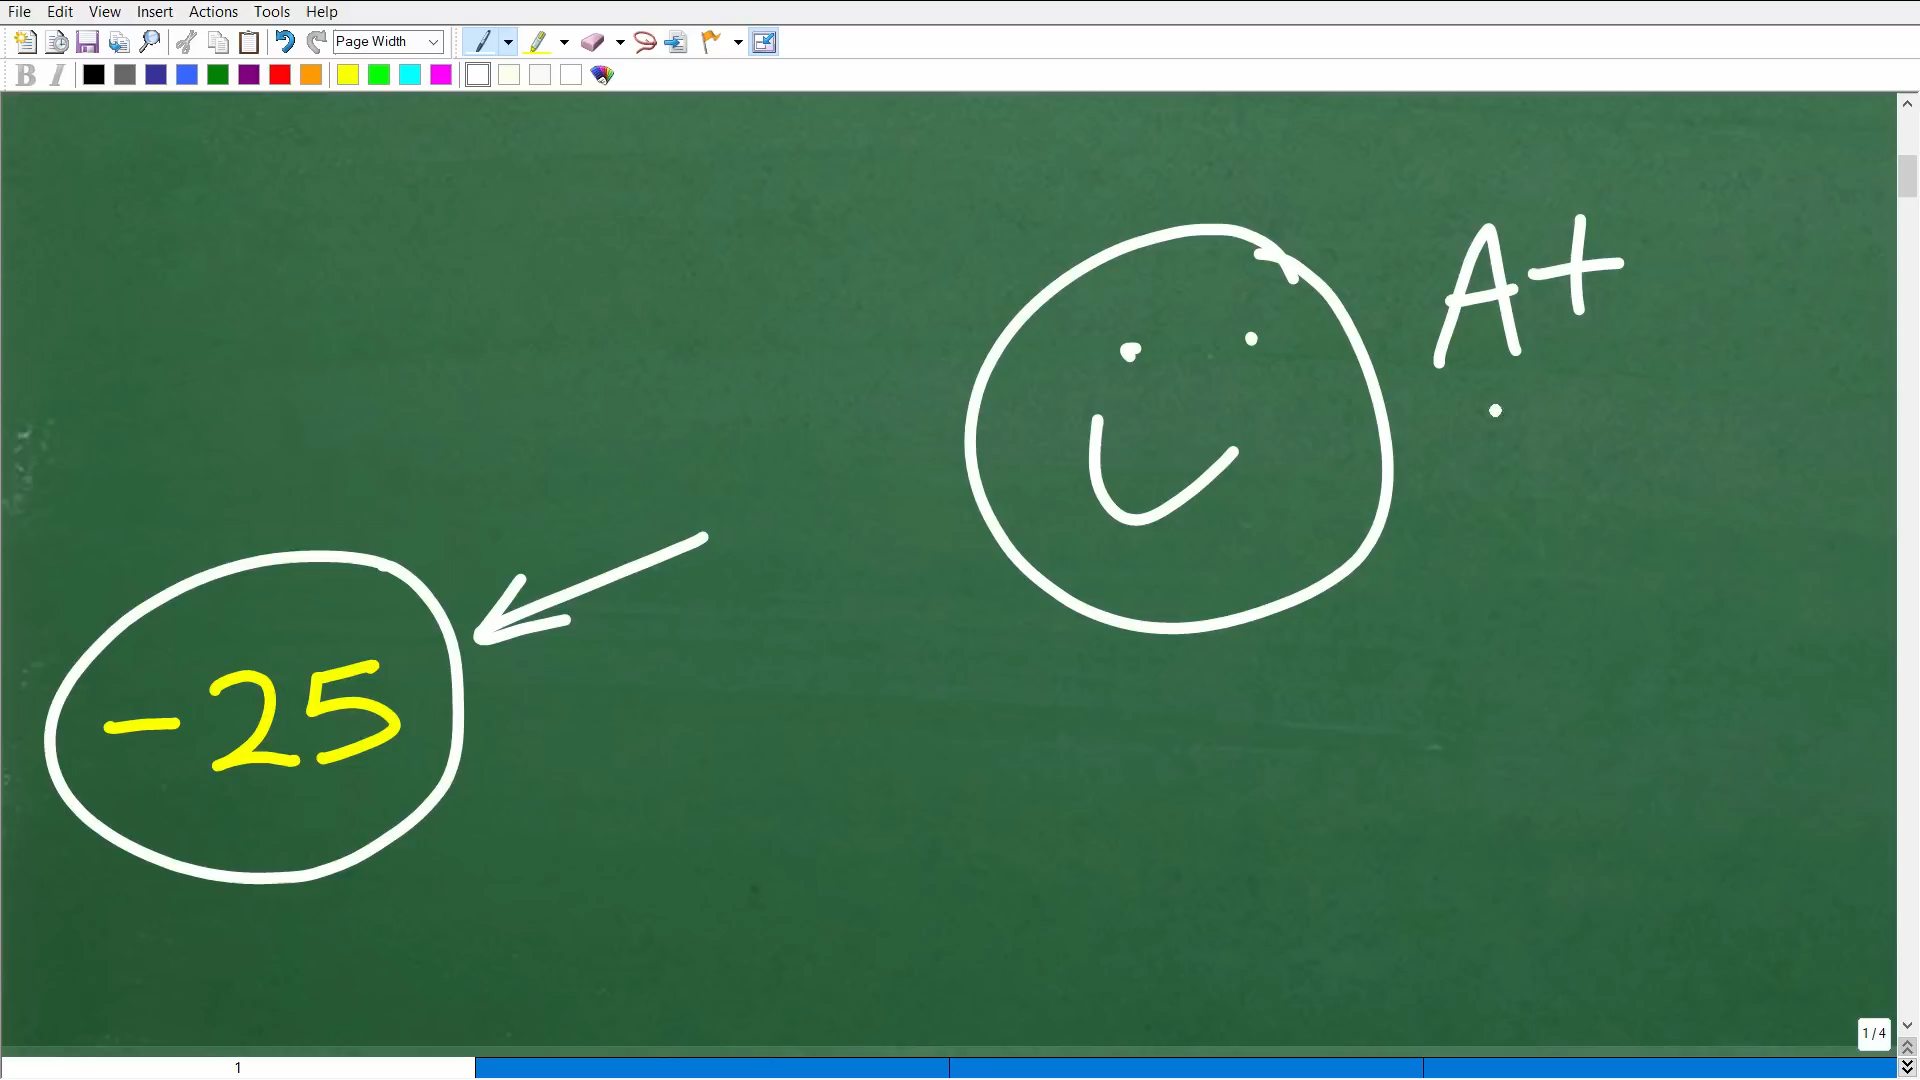 File Edit View Insert Actions Tools Help
Page Width
B I
A+
-25
1 / 4
1